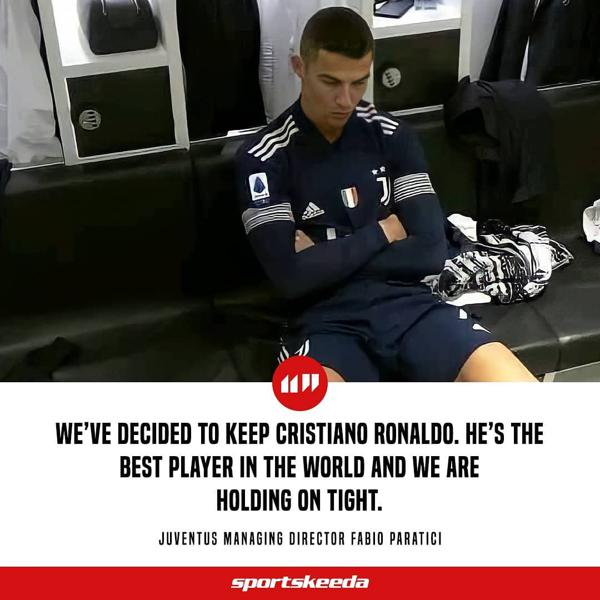 WE'VE DECIDED TO KEEP CRISTIANO RONALDO. HE'S THE
BEST PLAYER IN THE WORLD AND WE ARE
HOLDING ON TIGHT.
JUVENTUS MANAGING DIRECTOR FABIO PARATICI
sportskeeda